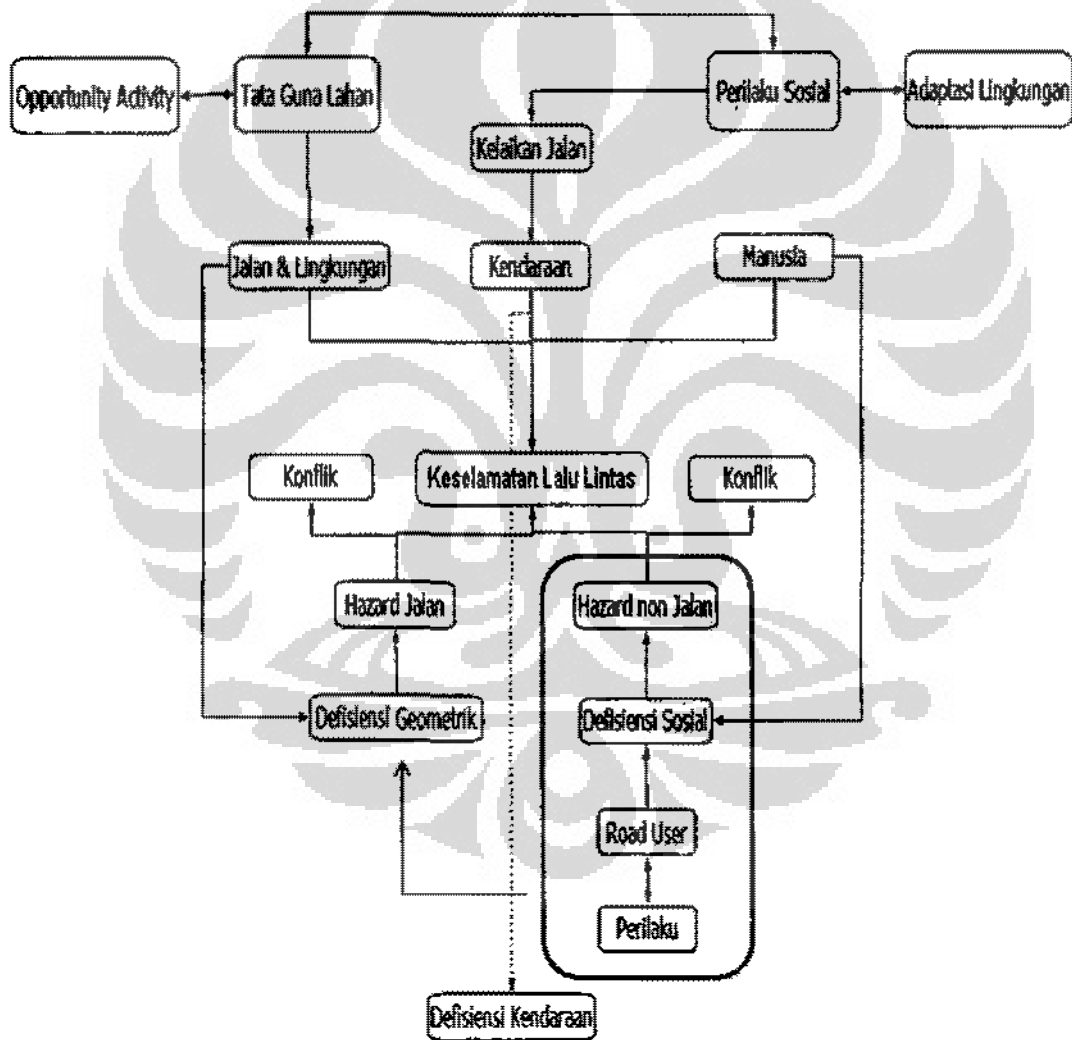 Opportunity Activity
Tata Guna Lahan
Perilaku Sosial
Adaptasi Lingkungan
Kelaikan Jalan
Jalan & Lingkungan
Kendaraan
Manusia
Konflik
Keselamatan Lalu Lintas
Konflik
Hazard Jalan
Hazard non Jalan
Defisiensi Geometrik
Defisiensi Sosial
Road User
Perilaku
Defisiensi Kendaraan